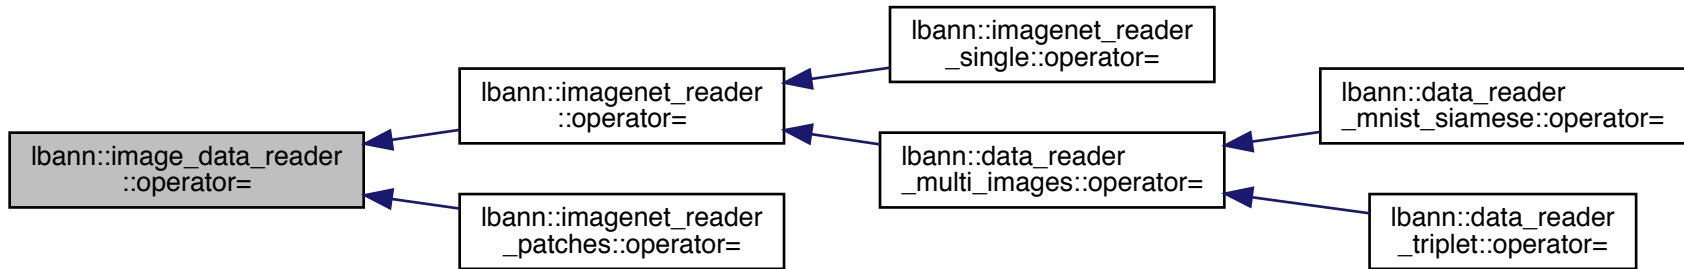 lbann::image_data_reader
::operator=
lbann::imagenet_reader
::operator=
lbann::imagenet_reader
_patches::operator=
lbann::imagenet_reader
_single::operator=
lbann::data_reader
_multi_images::operator=
lbann::data_reader
_mnist_siamese::operator=
lbann::data_reader
_triplet::operator=